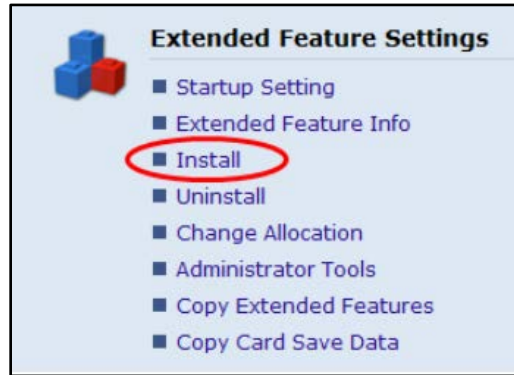 Extended Feature Settings
Startup Setting
Extended Feature Info
Install
Uninstall
Change Allocation
Administrator Tools
Copy Extended Features
Copy Card Save Data